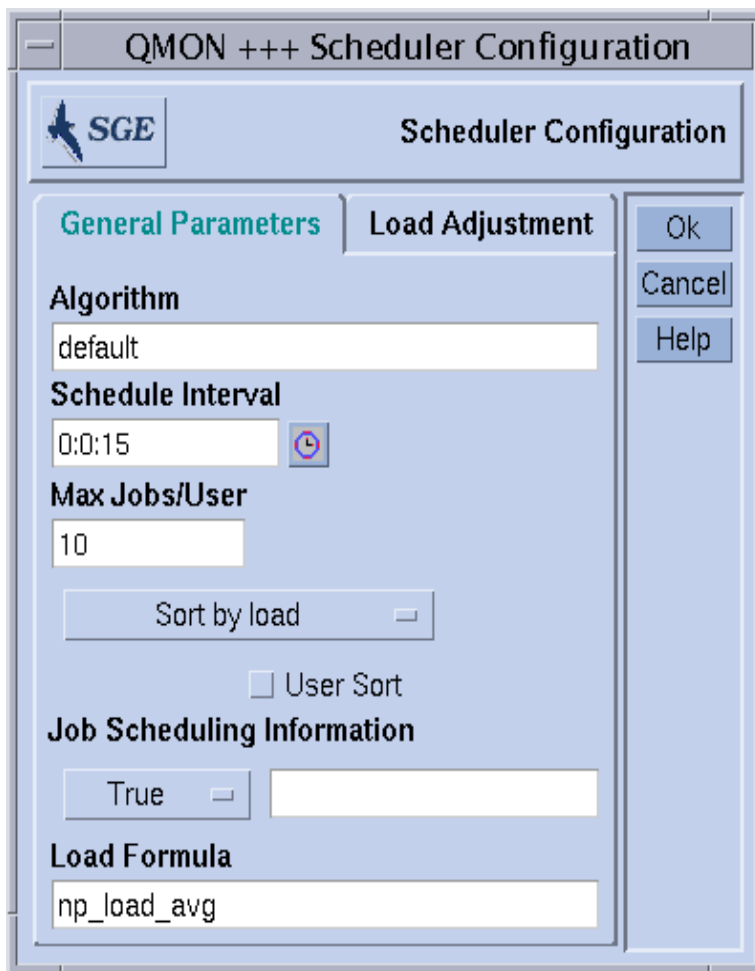 QMON +++ Scheduler Configuration
SGE
Scheduler Configuration
General Parameters
Load Adjustment
Ok
Cancel
Help
Algorithm
default
Schedule Interval
0:0:15
Max Jobs/User
10
Sort by load
User Sort
Job Scheduling Information
True
Load Formula
np_load_avg